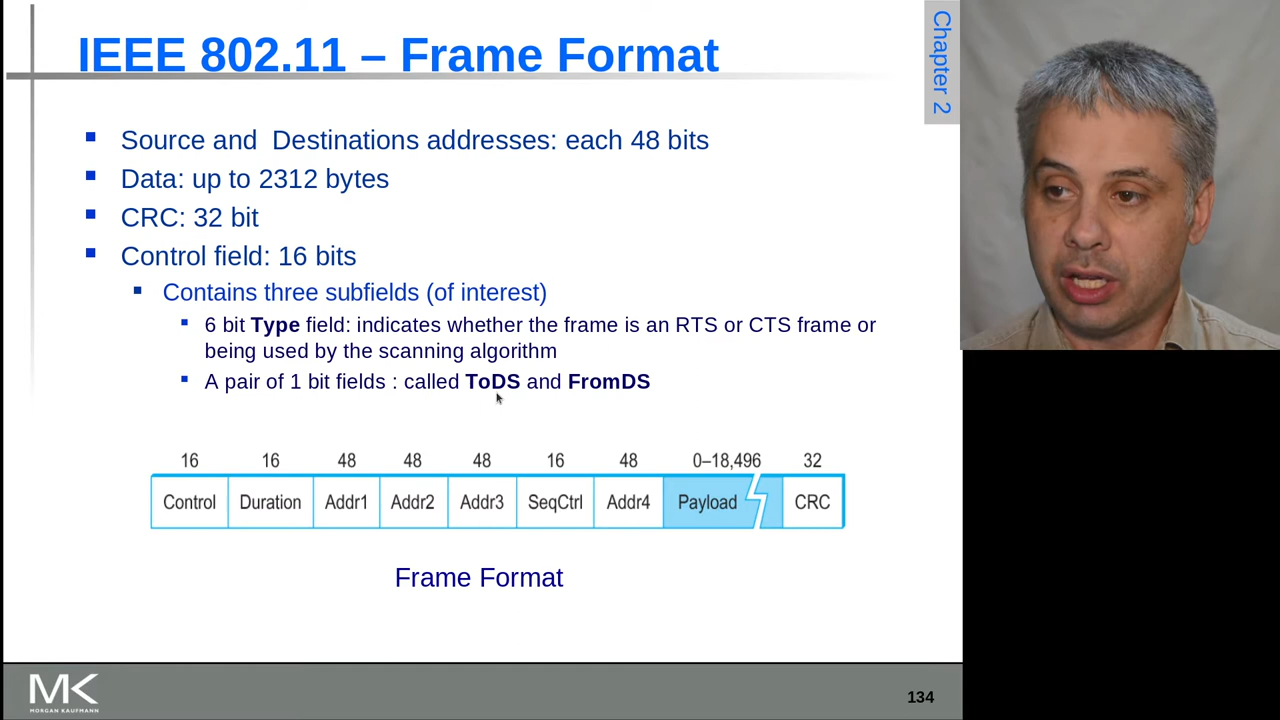 IEEE 802.11 – Frame Format
Chapter 2
Source and  Destinations addresses: each 48 bits
Data: up to 2312 bytes
CRC: 32 bit
Control field: 16 bits
Contains three subfields (of interest)
6 bit Type field: indicates whether the frame is an RTS or CTS frame or
being used by the scanning algorithm
A pair of 1 bit fields : called ToDS and FromDS
16 16 48 48 48 16 48 0–18,496 32
Control Duration Addr1 Addr2 Addr3 SeqCtrl Addr4 Payload CRC
Frame Format
MK
MORGAN KAUFMANN
134